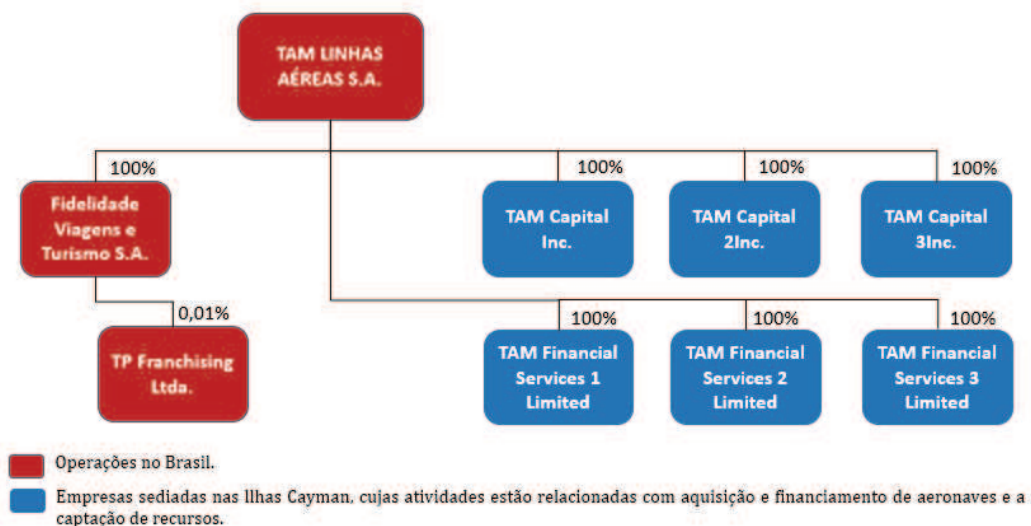 TAM LINHAS
AÉREAS S.A.
100%
100%
100%
100%
Fidelidade
Viagens e
Turismo S.A.
TAM Capital
Inc.
TAM Capital
2Inc.
TAM Capital
3Inc.
0,01%
TP Franchising
Ltda.
100%
100%
100%
TAM Financial
Services 1
Limited
TAM Financial
Services 2
Limited
TAM Financial
Services 3
Limited
Operações no Brasil.
Empresas sediadas nas Ilhas Cayman, cujas atividades estão relacionadas com aquisição e financiamento de aeronaves e a
captação de recursos.